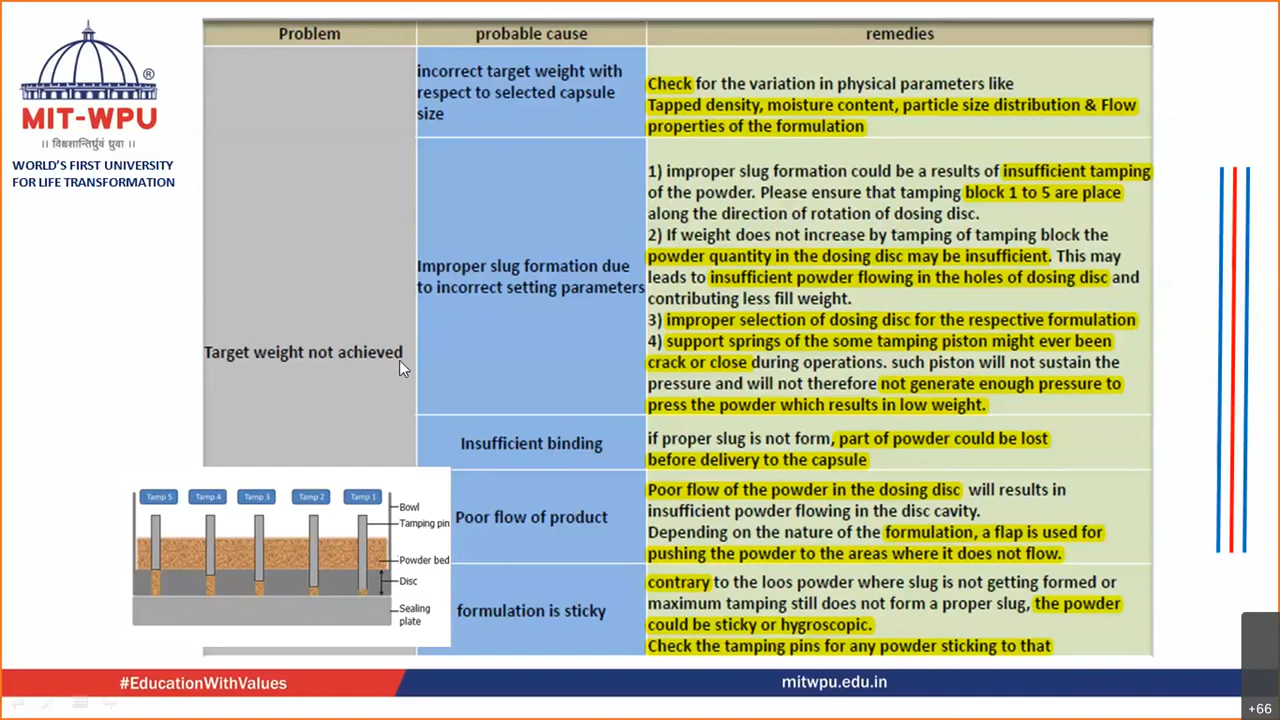 Problem
probable cause
remedies
®
MIT-WPU
॥ विश्वशान्तिर्ध्रुवं ध्रुवा ॥
WORLD'S FIRST UNIVERSITY
FOR LIFE TRANSFORMATION
Target weight not achieved
incorrect target weight with
respect to selected capsule
size
Check for the variation in physical parameters like
Tapped density, moisture content, particle size distribution & Flow
properties of the formulation
Improper slug formation due
to incorrect setting parameters
1) improper slug formation could be a results of insufficient tamping
of the powder. Please ensure that tamping block 1 to 5 are place
along the direction of rotation of dosing disc.
2) If weight does not increase by tamping of tamping block the
powder quantity in the dosing disc may be insufficient. This may
leads to insufficient powder flowing in the holes of dosing disc and
contributing less fill weight.
3) improper selection of dosing disc for the respective formulation
4) support springs of the some tamping piston might ever been
crack or close during operations. such piston will not sustain the
pressure and will not therefore not generate enough pressure to
press the powder which results in low weight.
Insufficient binding
if proper slug is not form, part of powder could be lost
before delivery to the capsule
Poor flow of product
Poor flow of the powder in the dosing disc will results in
insufficient powder flowing in the disc cavity.
Depending on the nature of the formulation, a flap is used for
pushing the powder to the areas where it does not flow.
formulation is sticky
contrary to the loos powder where slug is not getting formed or
maximum tamping still does not form a proper slug, the powder
could be sticky or hygroscopic.
Check the tamping pins for any powder sticking to that
Tamp 5
Tamp 4
Tamp 3
Tamp 2
Tamp 1
Bowl
Tamping pin
Powder bed
Disc
Sealing
plate
#EducationWithValues
mitwpu.edu.in
+66